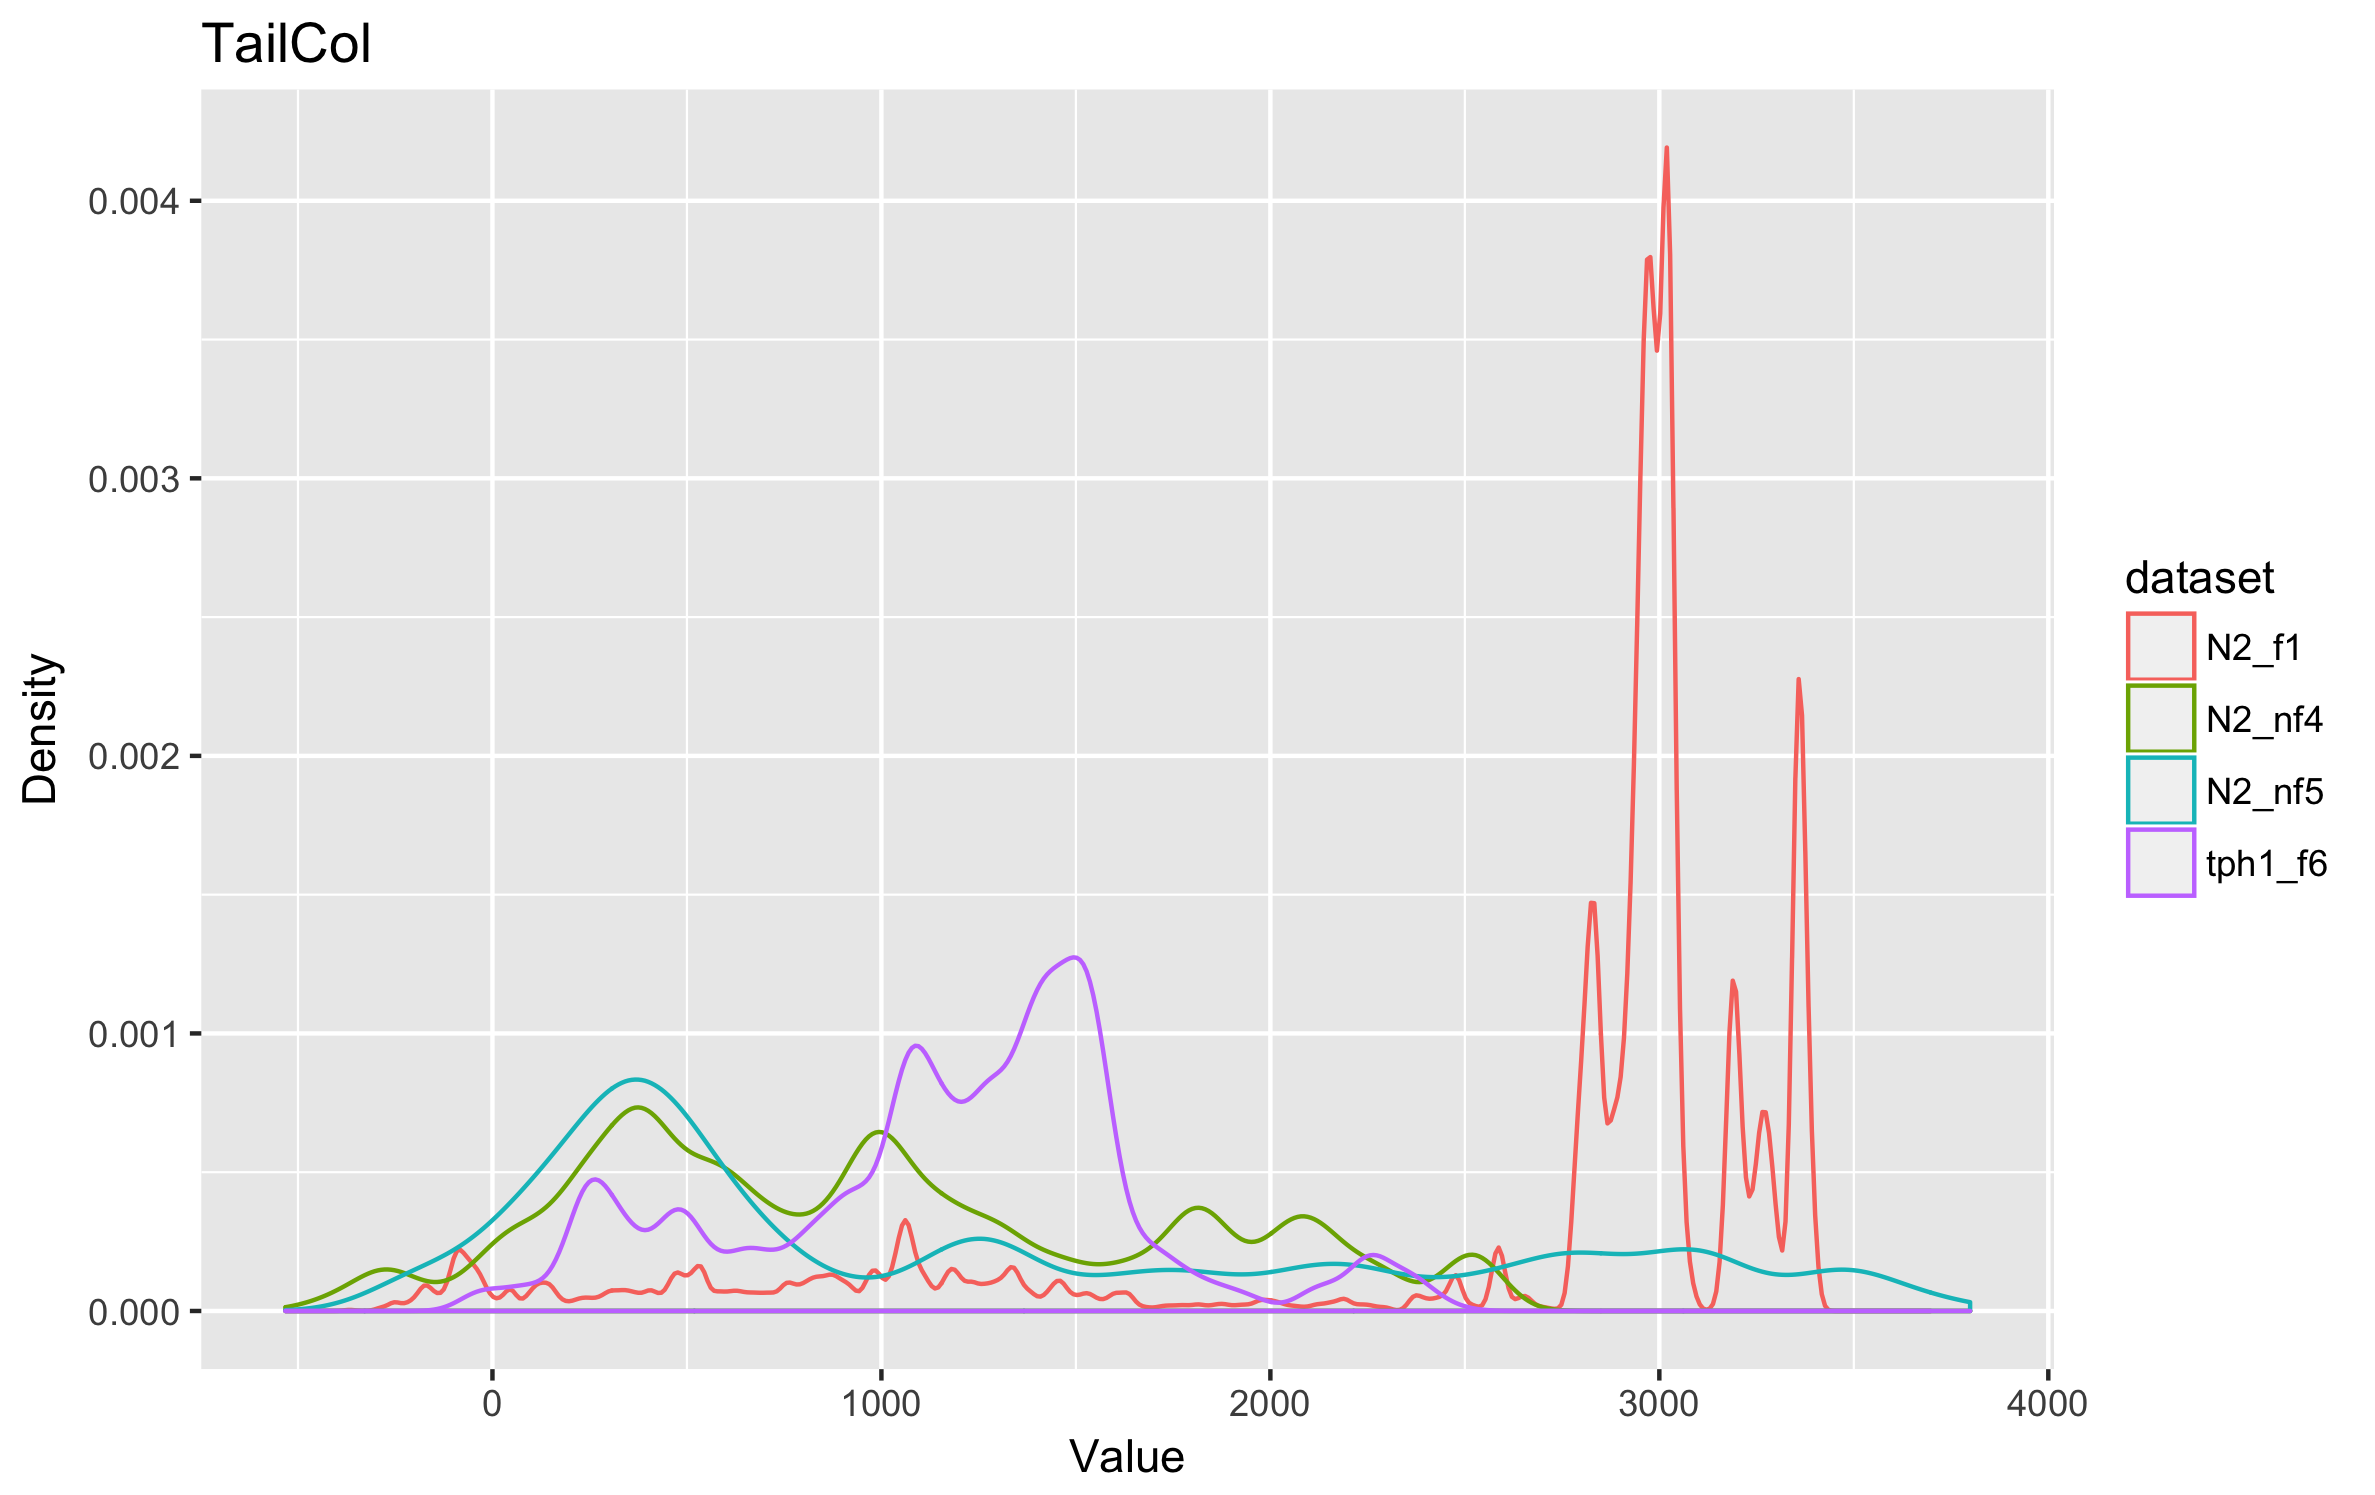 TailCol
0.004
0.003
0.002
0.001
0.000
Density
0
1000
2000
3000
4000
Value
dataset
N2_f1
N2_nf4
N2_nf5
tph1_f6